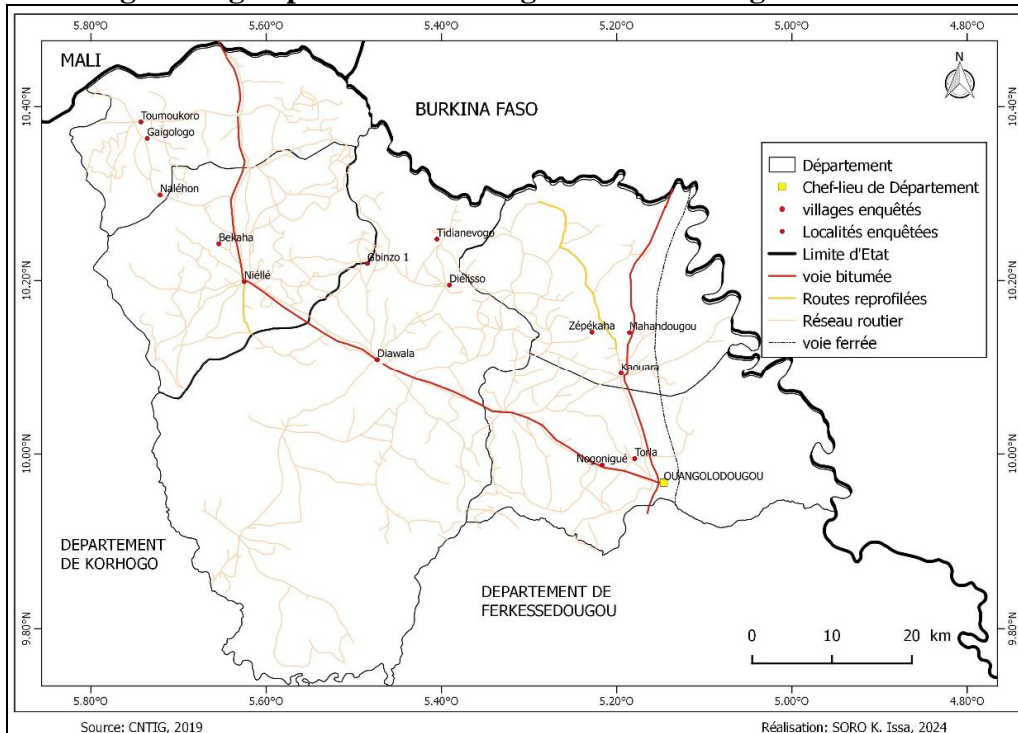 5.80°O 5.60°O 5.40°O 5.20°O 5.00°O 4.80°O
MALI
N
10.40°N
10.40°N
BURKINA FASO
Toumoukoro
Gaigologo
Naléhon
Département
Chef-lieu de Département
villages enquêtés
Localités enquêtées
Limite d'Etat
voie bitumée
Routes reprofilées
Réseau routier
voie ferrée
Bekaha
Tidianevogo
Gbinzo 1
10.20°N
10.20°N
Niéllé
Diélisso
Zépékaha
Mahandougou
Diawala
Kaouara
10.00°N
10.00°N
Nogonigué
Torla
OUANGOLODOUGOU
DEPARTEMENT
DE KORHOGO
DEPARTEMENT DE
FERKESSEDOUGOU
9.80°N
9.80°N
0 10 20 km
5.80°O 5.60°O 5.40°O 5.20°O 5.00°O 4.80°O
Source: CNTIG, 2019
Réalisation: SORO K. Issa, 2024